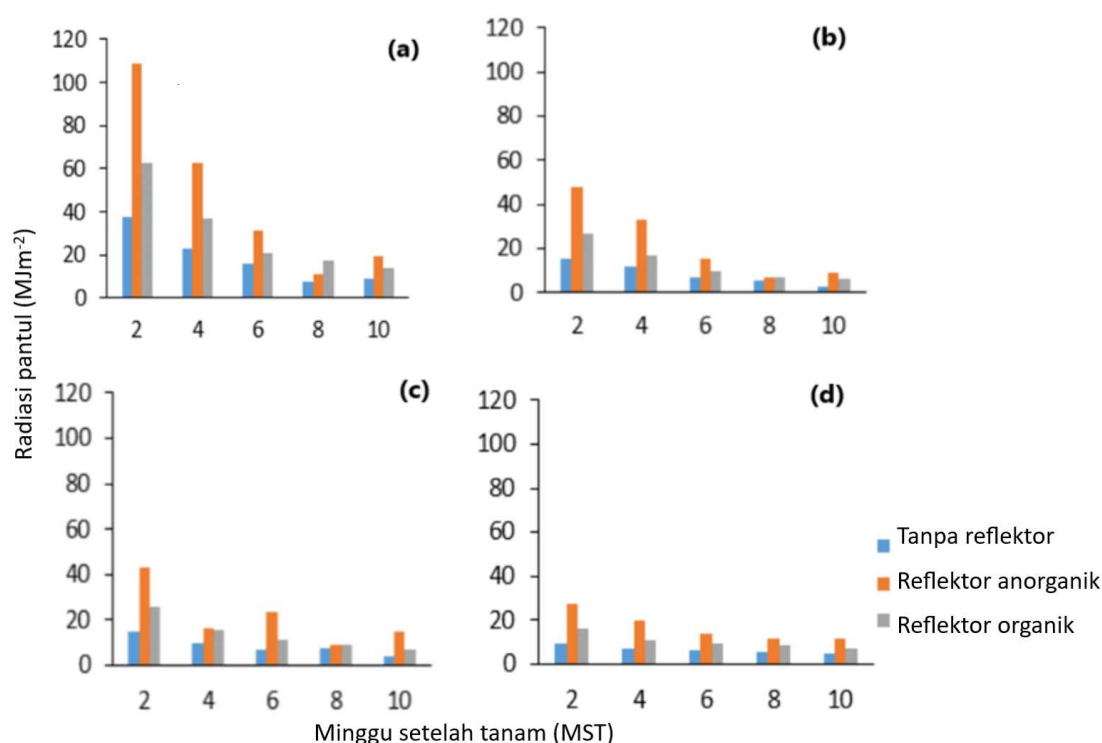 (a)
120
100
80
60
40
20
0
2 4 6 8 10
(b)
120
100
80
60
40
20
0
2 4 6 8 10
Radiasi pantul (MJm⁻²)
(c)
120
100
80
60
40
20
0
2 4 6 8 10
(d)
120
100
80
60
40
20
0
2 4 6 8 10
Minggu setelah tanam (MST)
Tanpa reflektor
Reflektor anorganik
Reflektor organik